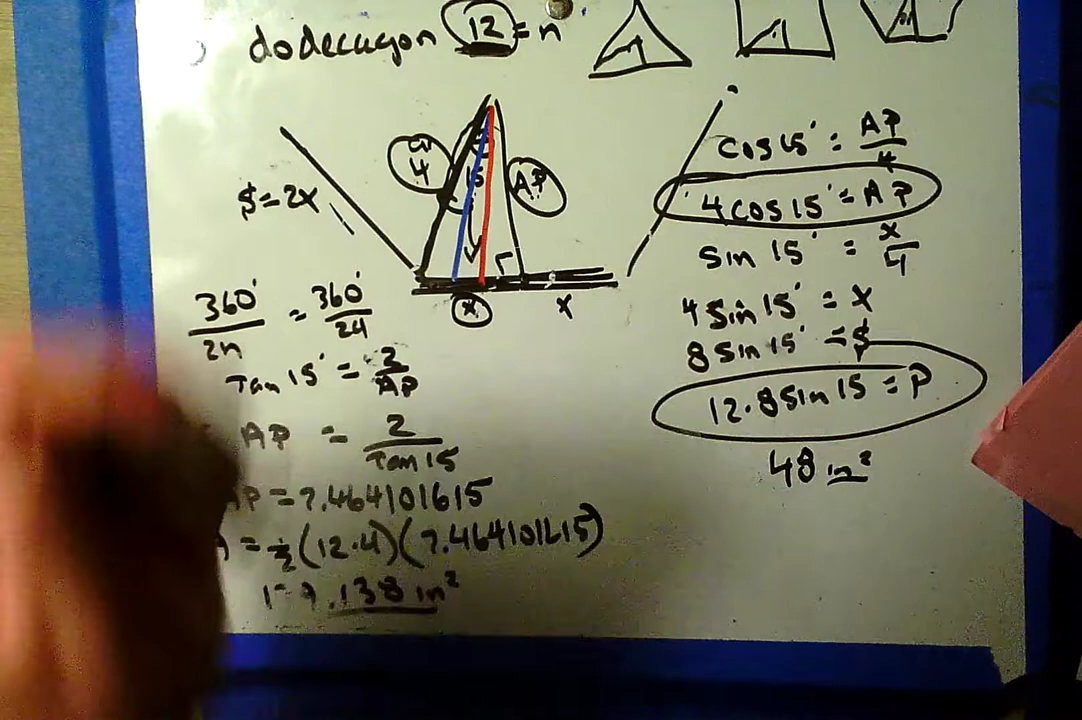 dodecagon 12 = n
4
15
AP
s = 2x
x
x
360° / 2n = 360° / 24
Tan 15° = 2 / AP
AP = 2 / Tan 15
AP = 7.464101615
A = 1/2 (12·4)(7.464101615)
.138 in²
cos 15° = AP / 4
4 cos 15° = AP
sin 15° = x / 4
4 sin 15° = x
8 sin 15° = s
12·8 sin 15 = P
48 in²